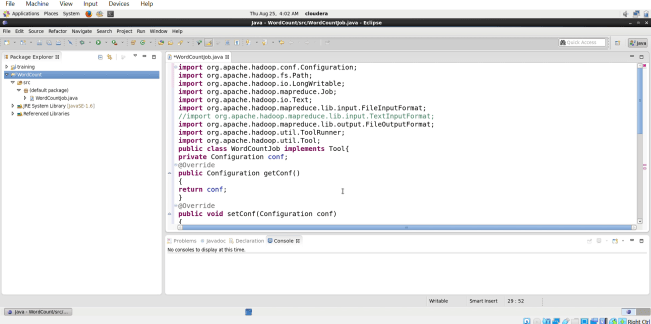 File Machine View Input Devices Help
Applications Places System Thu Aug 25, 4:02 AM cloudera
Java - WordCount/src/WordCountJob.java - Eclipse
File Edit Source Refactor Navigate Search Project Run Window Help
Quick Access Java
Package Explorer
training
WordCount
src
(default package)
WordCountJob.java
JRE System Library [JavaSE-1.6]
Referenced Libraries
*WordCountJob.java
import org.apache.hadoop.conf.Configuration;
import org.apache.hadoop.fs.Path;
import org.apache.hadoop.io.LongWritable;
import org.apache.hadoop.mapreduce.Job;
import org.apache.hadoop.io.Text;
import org.apache.hadoop.mapreduce.lib.input.FileInputFormat;
//import org.apache.hadoop.mapreduce.lib.input.TextInputFormat;
import org.apache.hadoop.mapreduce.lib.output.FileOutputFormat;
import org.apache.hadoop.util.ToolRunner;
import org.apache.hadoop.util.Tool;
public class WordCountJob implements Tool{
private Configuration conf;
@Override
public Configuration getConf()
{
return conf;
}
@Override
public void setConf(Configuration conf)
{
Problems Javadoc Declaration Console
No consoles to display at this time.
Writable Smart Insert 29 : 52
Java - WordCount/src/...
Right Ctrl